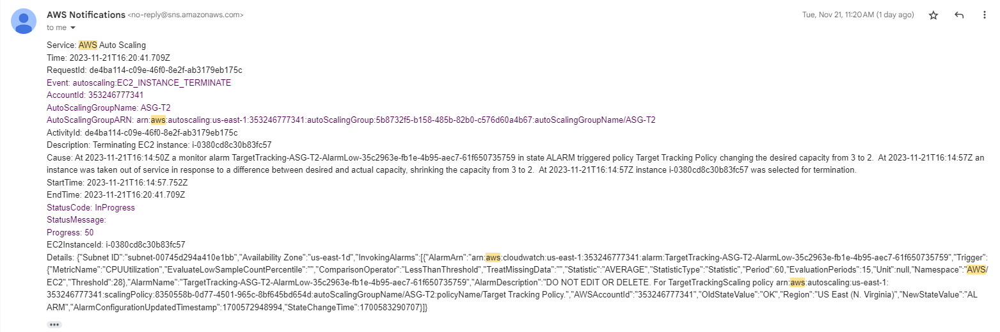 AWS Notifications <no-reply@sns.amazonaws.com>
Tue, Nov 21, 11:20 AM (1 day ago)
to me
Service: AWS Auto Scaling
Time: 2023-11-21T16:20:41.709Z
RequestId: de4ba114-c09e-46f0-8e2f-ab3179eb175c
Event: autoscaling:EC2_INSTANCE_TERMINATE
AccountId: 353246777341
AutoScalingGroupName: ASG-T2
AutoScalingGroupARN: arn:aws:autoscaling:us-east-1:353246777341:autoScalingGroup:5b8732f5-b158-485b-82b0-c576d60a4b67:autoScalingGroupName/ASG-T2
ActivityId: de4ba114-c09e-46f0-8e2f-ab3179eb175c
Description: Terminating EC2 instance: i-0380cd8c30b83fc57
Cause: At 2023-11-21T16:14:50Z a monitor alarm TargetTracking-ASG-T2-AlarmLow-35c2963e-fb1e-4b95-aec7-61f650735759 in state ALARM triggered policy Target Tracking Policy changing the desired capacity from 3 to 2.  At 2023-11-21T16:14:57Z an
instance was taken out of service in response to a difference between desired and actual capacity, shrinking the capacity from 3 to 2.  At 2023-11-21T16:14:57Z instance i-0380cd8c30b83fc57 was selected for termination.
StartTime: 2023-11-21T16:14:57.752Z
EndTime: 2023-11-21T16:20:41.709Z
StatusCode: InProgress
StatusMessage:
Progress: 50
EC2InstanceId: i-0380cd8c30b83fc57
Details: {"Subnet ID":"subnet-00745d294a410e1bb","Availability Zone":"us-east-1d","InvokingAlarms":[{"AlarmArn":"arn:aws:cloudwatch:us-east-1:353246777341:alarm:TargetTracking-ASG-T2-AlarmLow-35c2963e-fb1e-4b95-aec7-61f650735759","Trigger":
{"MetricName":"CPUUtilization","EvaluateLowSampleCountPercentile":"","ComparisonOperator":"LessThanThreshold","TreatMissingData":"","Statistic":"AVERAGE","StatisticType":"Statistic","Period":60,"EvaluationPeriods":15,"Unit":null,"Namespace":"AWS/
EC2","Threshold":28},"AlarmName":"TargetTracking-ASG-T2-AlarmLow-35c2963e-fb1e-4b95-aec7-61f650735759","AlarmDescription":"DO NOT EDIT OR DELETE. For TargetTrackingScaling policy arn:aws:autoscaling:us-east-1:
353246777341:scalingPolicy:8350558b-0d77-4501-965c-8bf645bd654d:autoScalingGroupName/ASG-T2:policyName/Target Tracking Policy.","AWSAccountId":"353246777341","OldStateValue":"OK","Region":"US East (N. Virginia)","NewStateValue":"AL
ARM","AlarmConfigurationUpdatedTimestamp":1700572948994,"StateChangeTime":1700583290707}]}